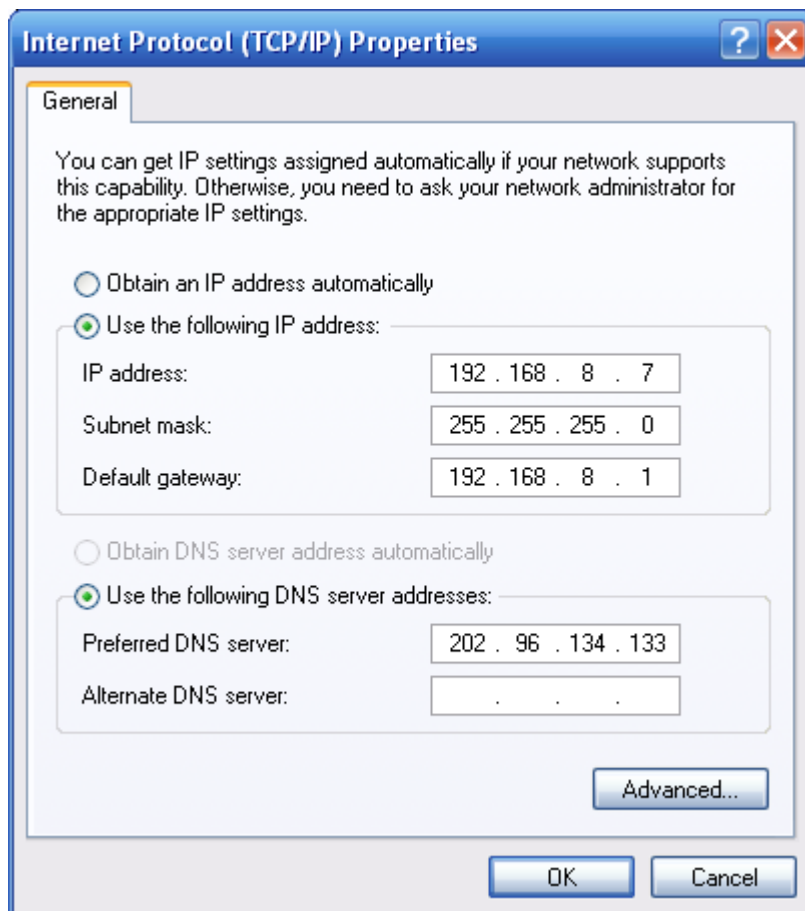 Internet Protocol (TCP/IP) Properties
General
You can get IP settings assigned automatically if your network supports
this capability. Otherwise, you need to ask your network administrator for
the appropriate IP settings.
Obtain an IP address automatically
Use the following IP address:
IP address: 192 . 168 . 8 . 7
Subnet mask: 255 . 255 . 255 . 0
Default gateway: 192 . 168 . 8 . 1
Obtain DNS server address automatically
Use the following DNS server addresses:
Preferred DNS server: 202 . 96 . 134 . 133
Alternate DNS server: . . .
Advanced...
OK Cancel